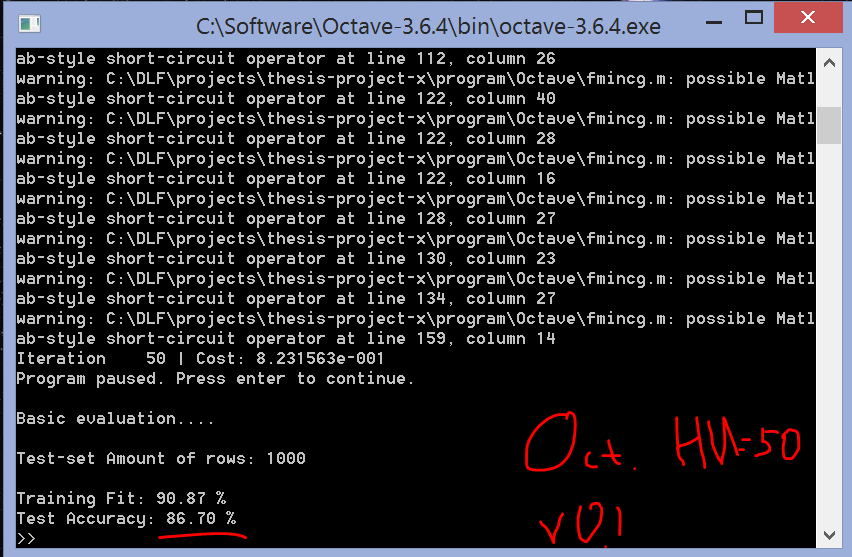 C:\Software\Octave-3.6.4\bin\octave-3.6.4.exe
ab-style short-circuit operator at line 112, column 26
warning: C:\DLF\projects\thesis-project-x\program\Octave\fmincg.m: possible Matl
ab-style short-circuit operator at line 122, column 40
warning: C:\DLF\projects\thesis-project-x\program\Octave\fmincg.m: possible Matl
ab-style short-circuit operator at line 122, column 28
warning: C:\DLF\projects\thesis-project-x\program\Octave\fmincg.m: possible Matl
ab-style short-circuit operator at line 122, column 16
warning: C:\DLF\projects\thesis-project-x\program\Octave\fmincg.m: possible Matl
ab-style short-circuit operator at line 128, column 27
warning: C:\DLF\projects\thesis-project-x\program\Octave\fmincg.m: possible Matl
ab-style short-circuit operator at line 130, column 23
warning: C:\DLF\projects\thesis-project-x\program\Octave\fmincg.m: possible Matl
ab-style short-circuit operator at line 134, column 27
warning: C:\DLF\projects\thesis-project-x\program\Octave\fmincg.m: possible Matl
ab-style short-circuit operator at line 159, column 14
Iteration    50 | Cost: 8.231563e-001
Program paused. Press enter to continue.
Basic evaluation....
Test-set Amount of rows: 1000
Training Fit: 90.87 %
Test Accuracy: 86.70 %
>>
Oct. HU=50
v0.1